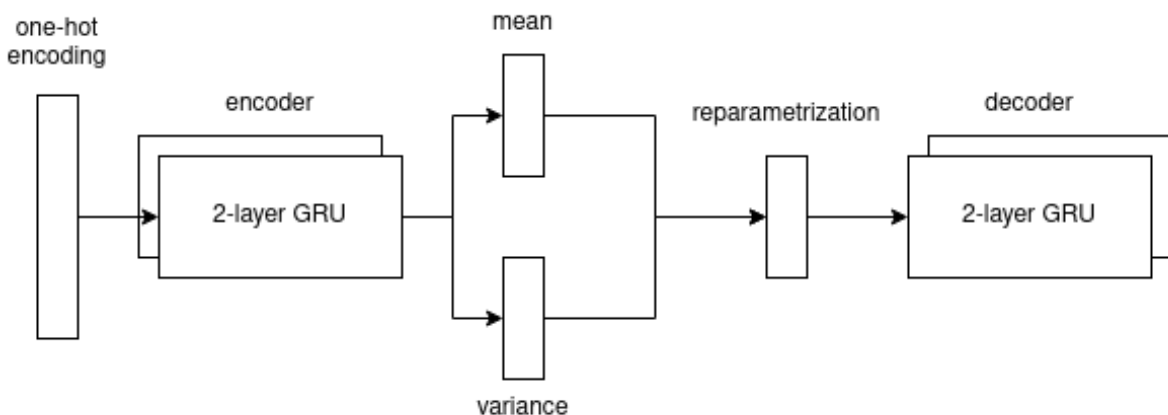 one-hot
encoding
encoder
2-layer GRU
mean
variance
reparametrization
decoder
2-layer GRU